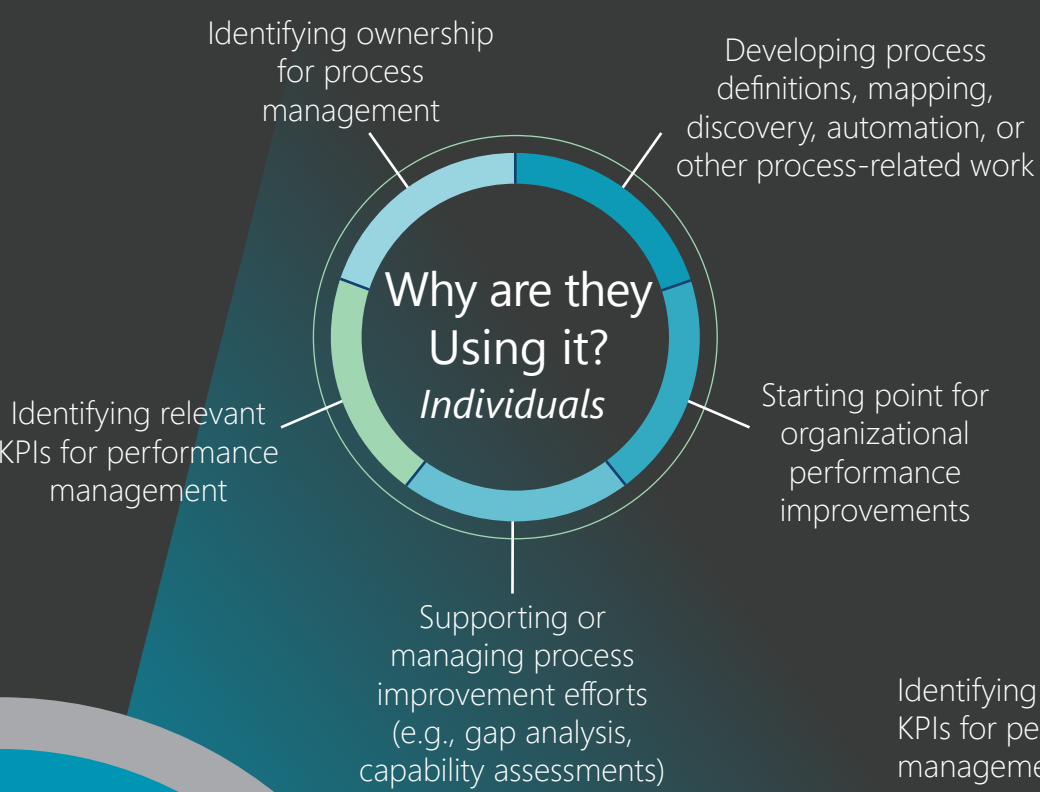 Identifying ownership
for process
management
Developing process
definitions, mapping,
discovery, automation, or
other process-related work
Why are they
Using it?
Individuals
Identifying relevant
KPIs for performance
management
Starting point for
organizational
performance
improvements
Supporting or
managing process
improvement efforts
(e.g., gap analysis,
capability assessments)
Identifying
KPIs for